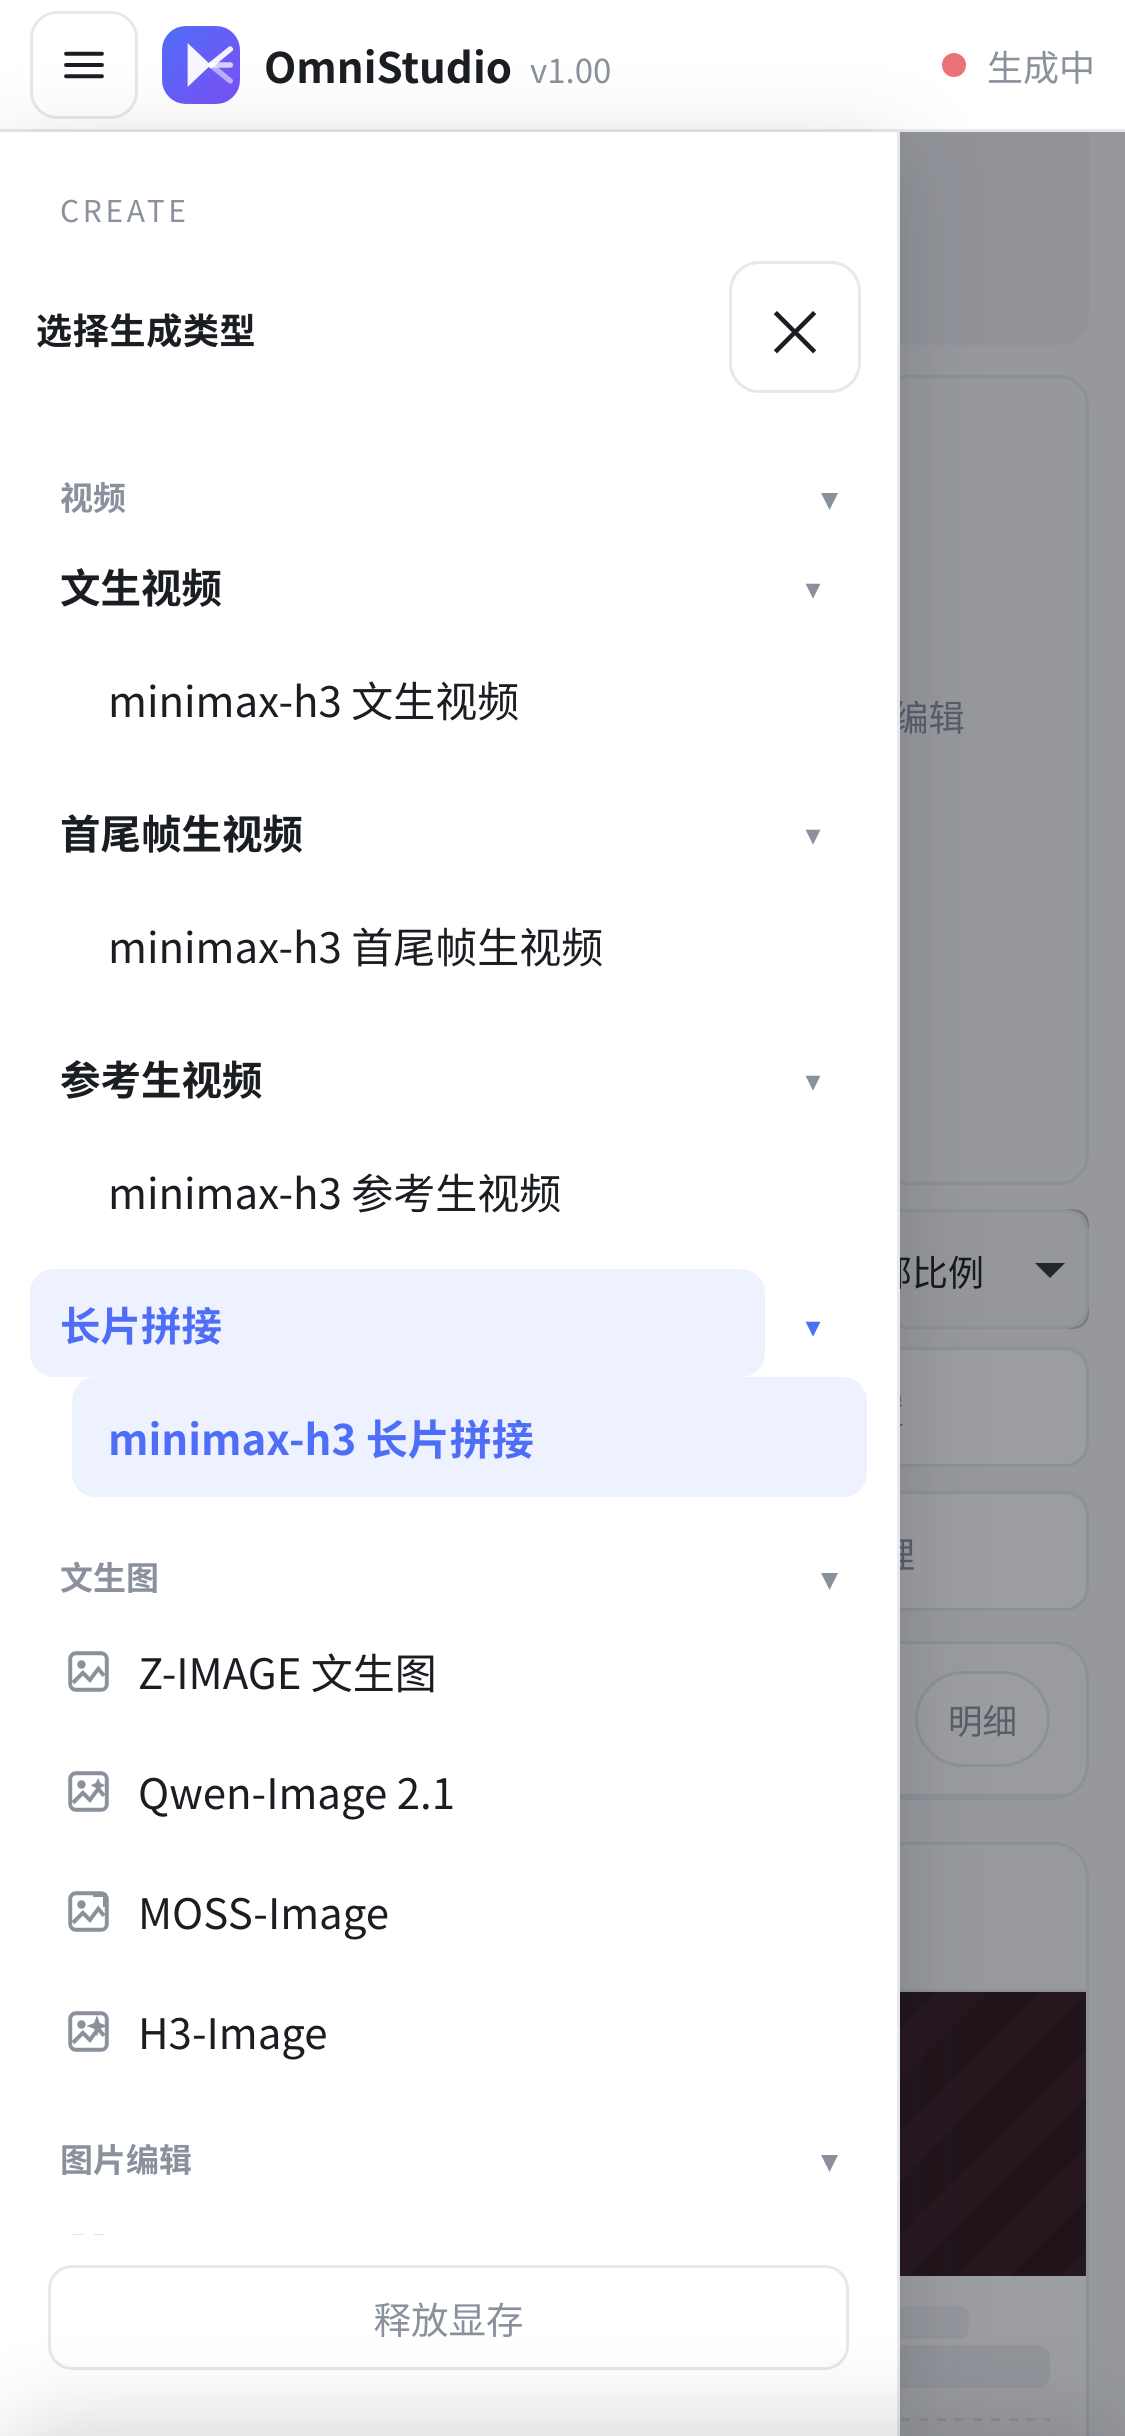 OmniStudio v1.00
生成中
CREATE
选择生成类型
视频
文生视频
minimax-h3 文生视频
首尾帧生视频
minimax-h3 首尾帧生视频
参考生视频
minimax-h3 参考生视频
长片拼接
minimax-h3 长片拼接
文生图
Z-IMAGE 文生图
Qwen-Image 2.1
MOSS-Image
H3-Image
图片编辑
释放显存
编辑
比例
明细